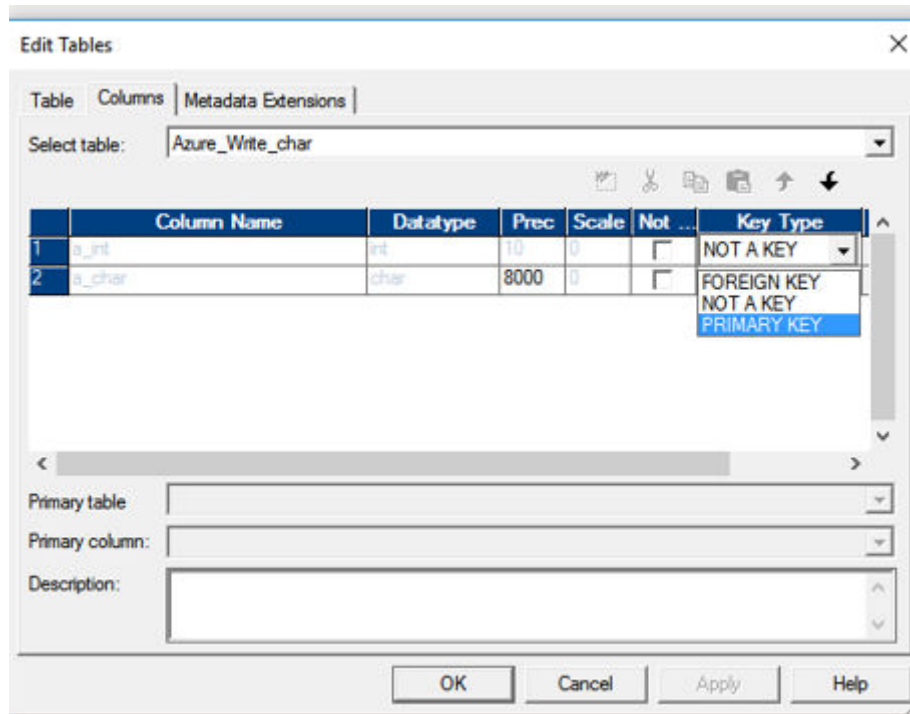 Edit Tables
Table Columns Metadata Extensions
Select table: Azure_Write_char
Column Name Datatype Prec Scale Not ... Key Type
1 a_int int 10 0 NOT A KEY
2 a_char char 8000 0 FOREIGN KEY
NOT A KEY
PRIMARY KEY
Primary table
Primary column:
Description:
OK Cancel Apply Help